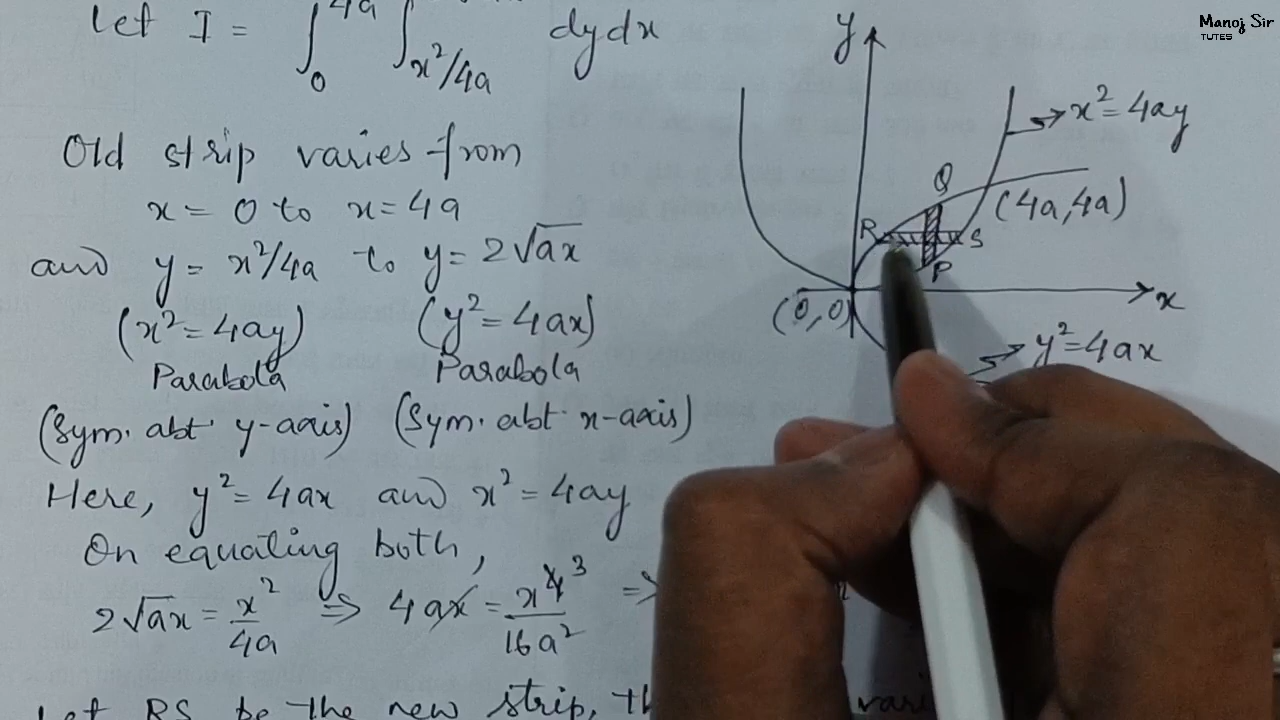 Let I = ∫₀^4a ∫x²/4a dy dx
Old strip varies from
x = 0 to x = 4a
and y = x²/4a to y = 2√ax
(x² = 4ay) (y² = 4ax)
Parabola Parabola
(Sym. abt. y-axis) (Sym. abt. x-axis)
Here, y² = 4ax and x² = 4ay
On equating both,
2√ax = x²/4a ⇒ 4ax = x⁴ ³/16a² ⇒
Let RS be the new strip,
Manoj Sir
TUTES
y
x² = 4ay
Q
(4a, 4a)
R
S
P
x
(0, 0)
y² = 4ax